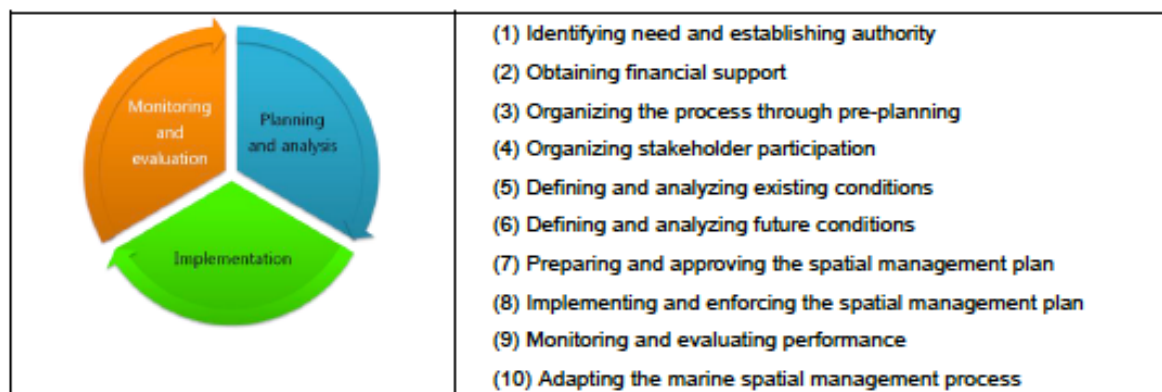 Monitoring
and
evaluation
Planning
and analysis
Implementation
(1) Identifying need and establishing authority
(2) Obtaining financial support
(3) Organizing the process through pre-planning
(4) Organizing stakeholder participation
(5) Defining and analyzing existing conditions
(6) Defining and analyzing future conditions
(7) Preparing and approving the spatial management plan
(8) Implementing and enforcing the spatial management plan
(9) Monitoring and evaluating performance
(10) Adapting the marine spatial management process